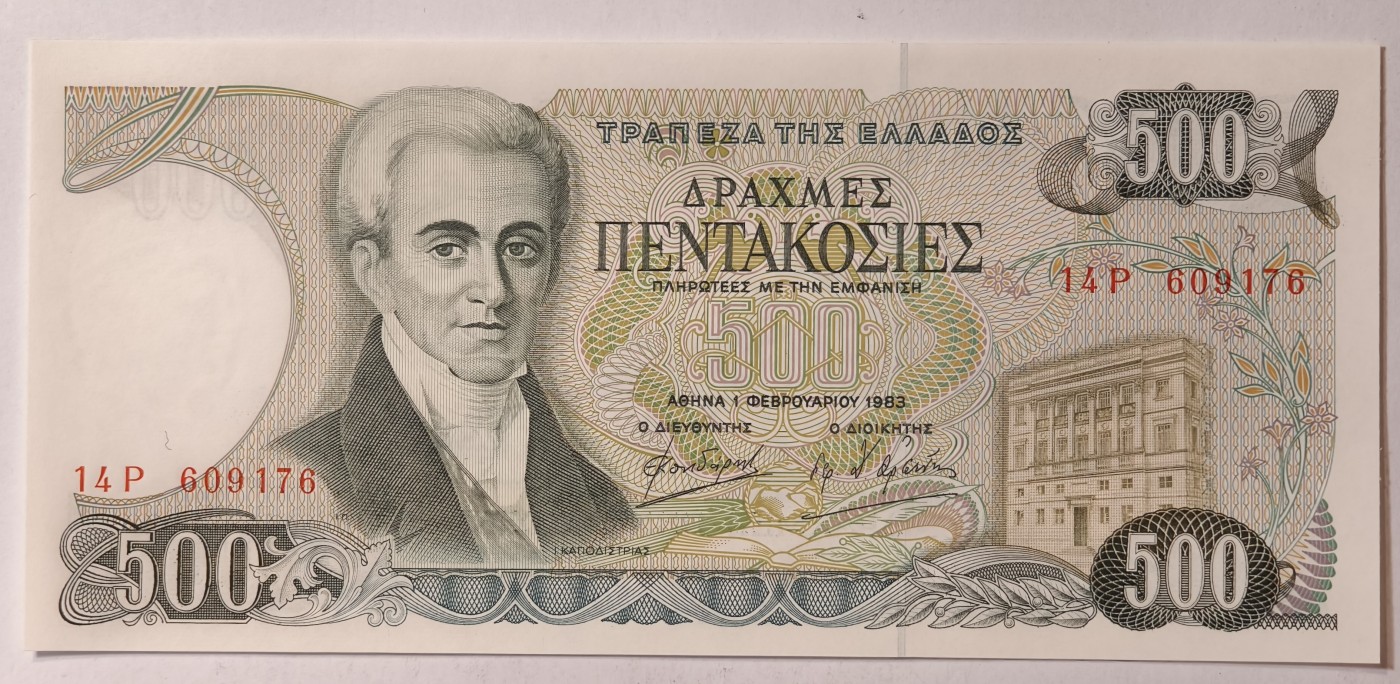 ΤΡΑΠΕΖΑ ΤΗΣ ΕΛΛΑΔΟΣ
500
ΔΡΑΧΜΕΣ
ΠΕΝΤΑΚΟΣΙΕΣ
ΠΛΗΡΩΤΕΕΣ ΜΕ ΤΗΝ ΕΜΦΑΝΙΣΗ
14Ρ 609176
500
ΑΘΗΝΑ 1 ΦΕΒΡΟΥΑΡΙΟΥ 1983
Ο ΔΙΕΥΘΥΝΤΗΣ Ο ΔΙΟΙΚΗΤΗΣ
14Ρ 609176
Ι ΚΑΠΟΔΙΣΤΡΙΑΣ
500
500